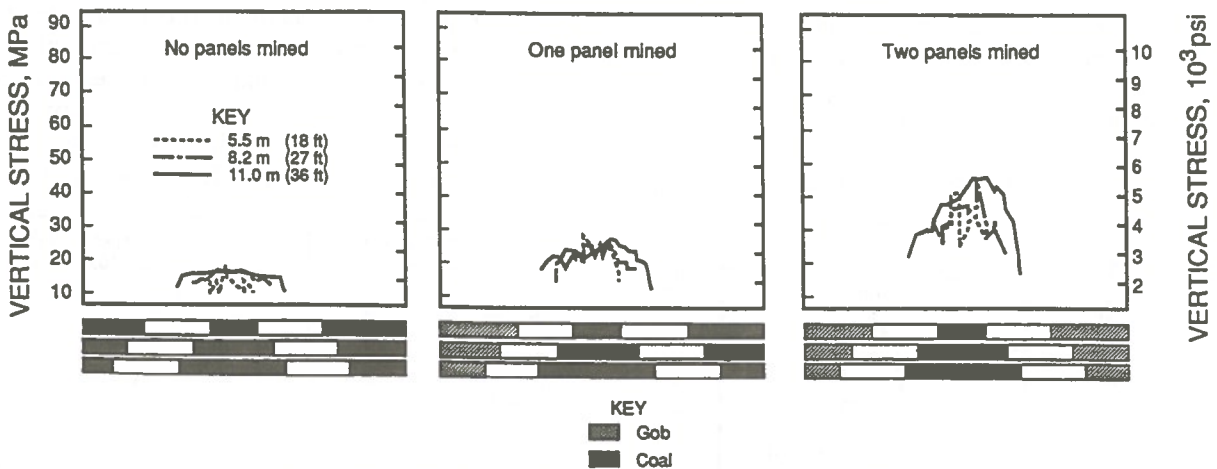 VERTICAL STRESS, MPa
90
80
70
60
50
40
30
20
10
No panels mined
KEY
5.5 m (18 ft)
8.2 m (27 ft)
11.0 m (36 ft)
One panel mined
Two panels mined
10
9
8
7
6
5
4
3
2
VERTICAL STRESS, 10³ psi
KEY
Gob
Coal